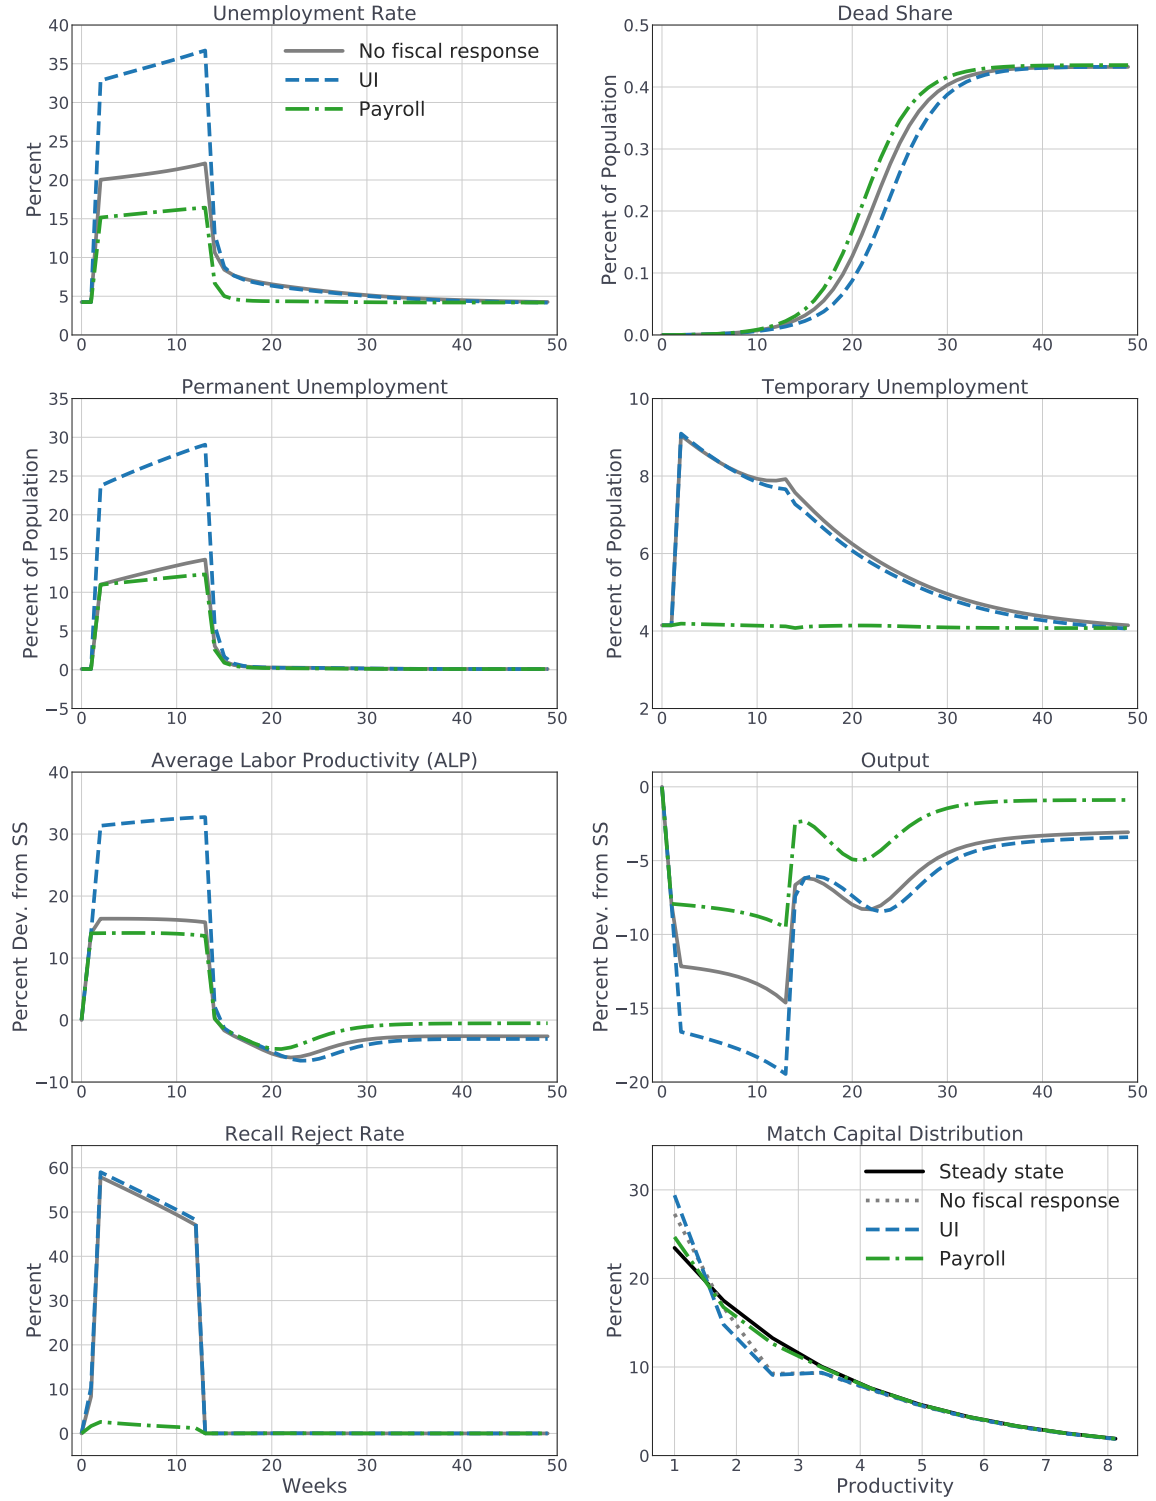 Unemployment Rate
40
35
30
25
20
15
10
5
0
Percent
No fiscal response
UI
Payroll
0 10 20 30 40 50
Dead Share
0.5
0.4
0.3
0.2
0.1
0.0
Percent of Population
0 10 20 30 40 50
Permanent Unemployment
35
30
25
20
15
10
5
0
−5
Percent of Population
0 10 20 30 40 50
Temporary Unemployment
10
8
6
4
2
Percent of Population
0 10 20 30 40 50
Average Labor Productivity (ALP)
40
30
20
10
0
−10
Percent Dev. from SS
0 10 20 30 40 50
Output
0
−5
−10
−15
−20
Percent Dev. from SS
0 10 20 30 40 50
Recall Reject Rate
60
50
40
30
20
10
0
Percent
0 10 20 30 40 50
Weeks
Match Capital Distribution
30
20
10
0
Percent
Steady state
No fiscal response
UI
Payroll
1 2 3 4 5 6 7 8
Productivity